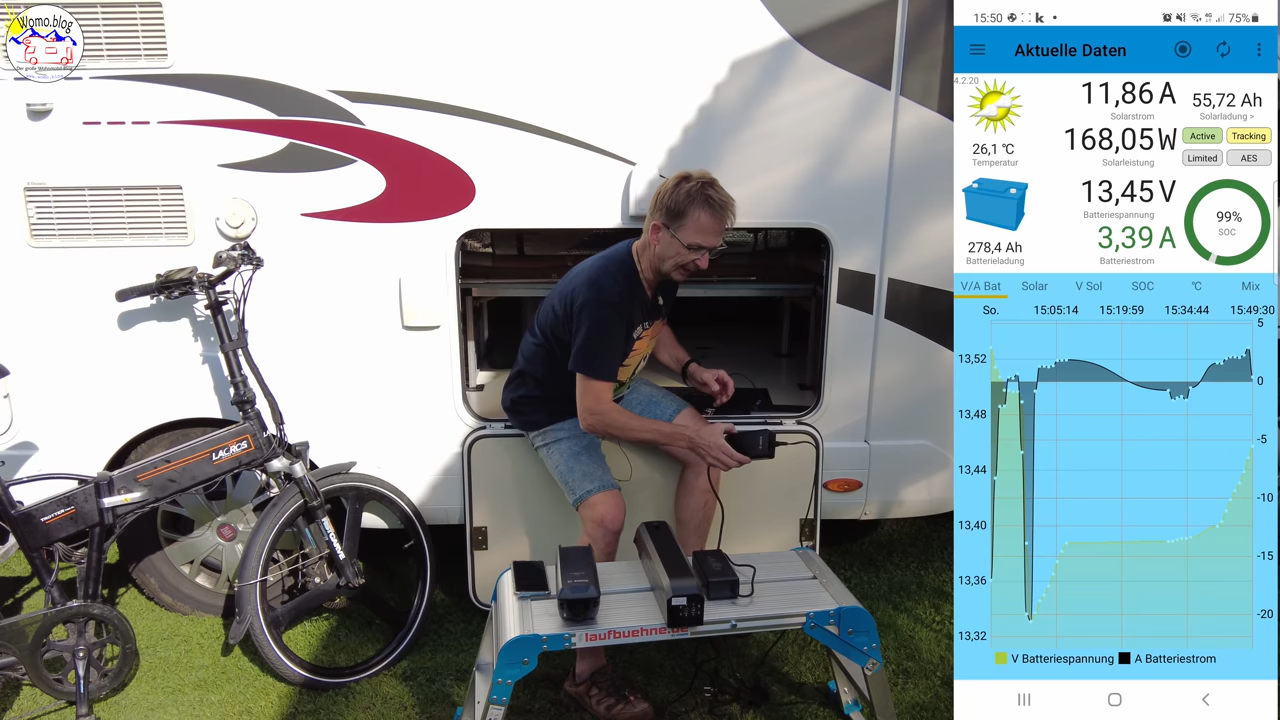 Womo.blog
Der große Wohnmobil-Blog
LACROS
TROTTER
laufbuehne.de
15:50
k
75%
Aktuelle Daten
4.2.20
11,86 A
Solarstrom
55,72 Ah
Solarladung >
168,05 W
Solarleistung
Active
Tracking
Limited
AES
26,1 °C
Temperatur
13,45 V
Batteriespannung
99%
SOC
278,4 Ah
Batterieladung
3,39 A
Batteriestrom
V/A Bat
Solar
V Sol
SOC
°C
Mix
So.
15:05:14
15:19:59
15:34:44
15:49:30
13,52
13,48
13,44
13,40
13,36
13,32
5
0
-5
-10
-15
-20
V Batteriespannung
A Batteriestrom